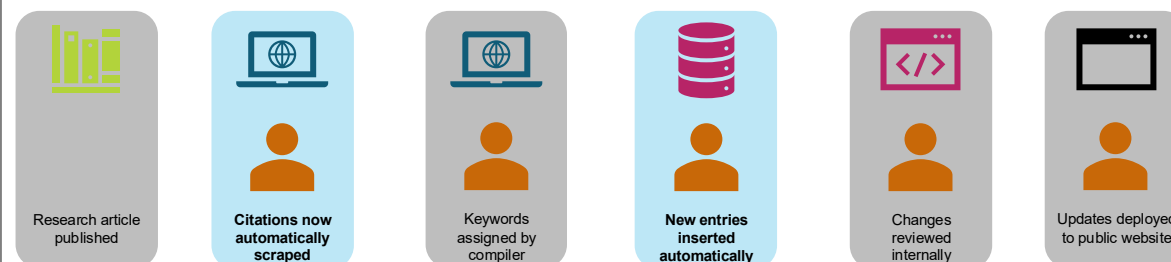 Research article
published
Citations now
automatically
scraped
Keywords
assigned by
compiler
New entries
inserted
automatically
Changes
reviewed
internally
Updates deployed
to public website